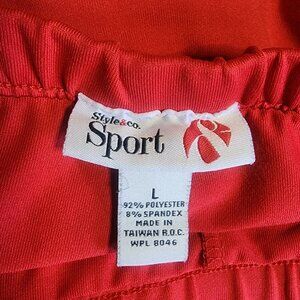 Style&co.
Sport
L
92% POLYESTER
8% SPANDEX
MADE IN
TAIWAN R.O.C.
WPL 8046